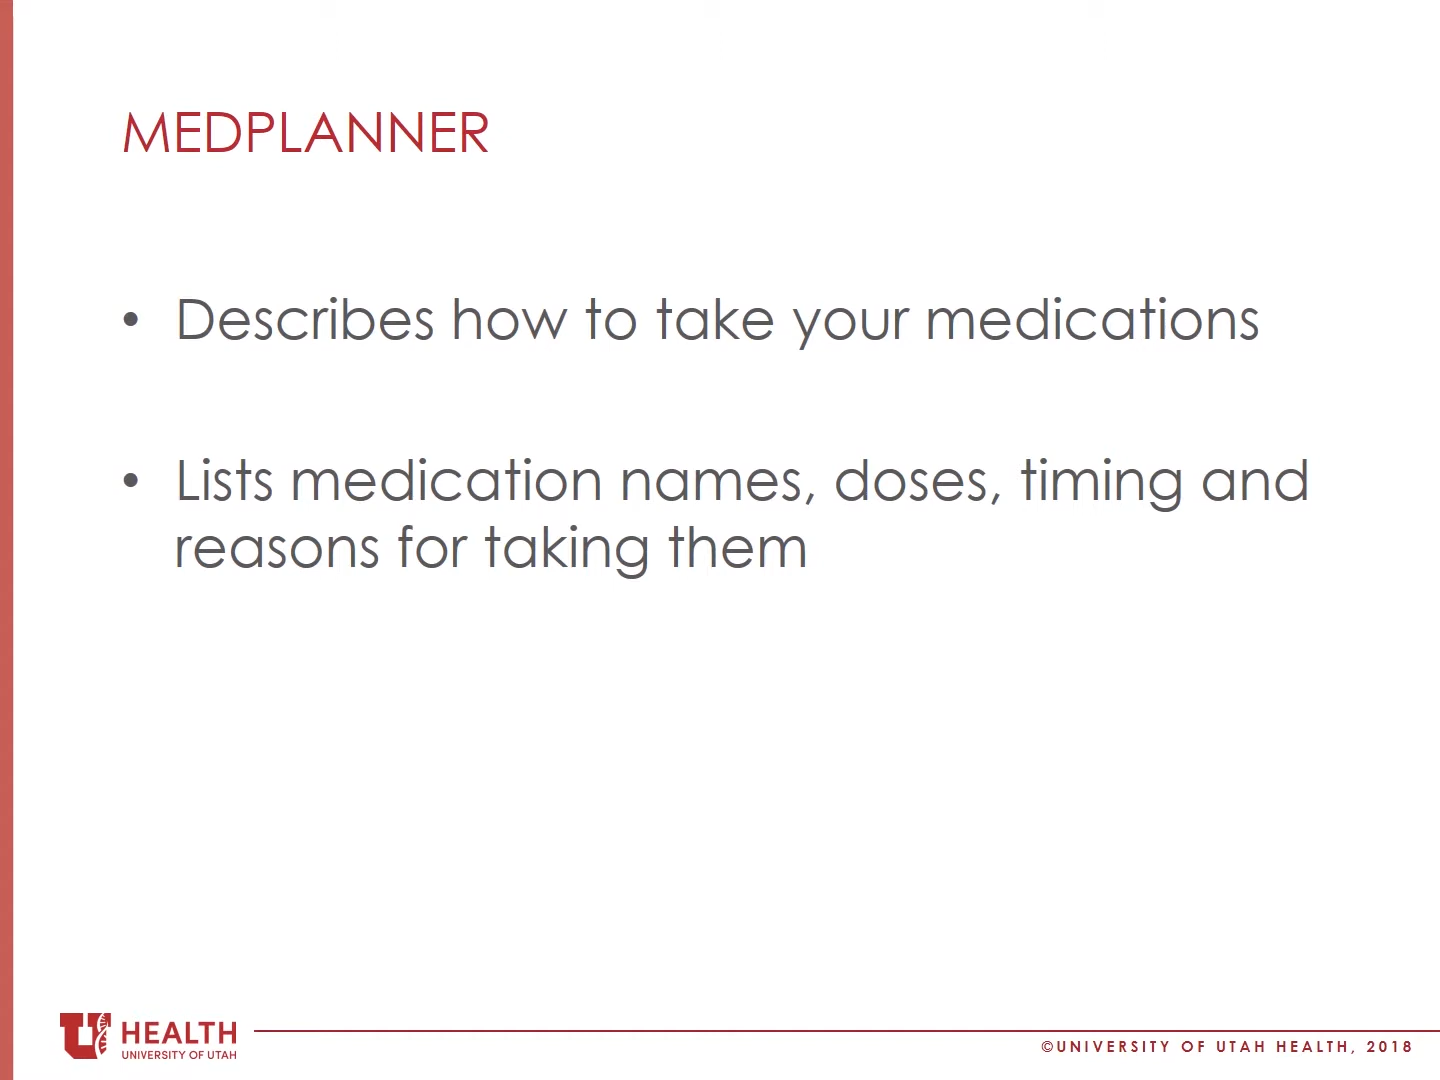 MEDPLANNER
• Describes how to take your medications
• Lists medication names, doses, timing and
reasons for taking them
U HEALTH
UNIVERSITY OF UTAH
©UNIVERSITY OF UTAH HEALTH, 2018